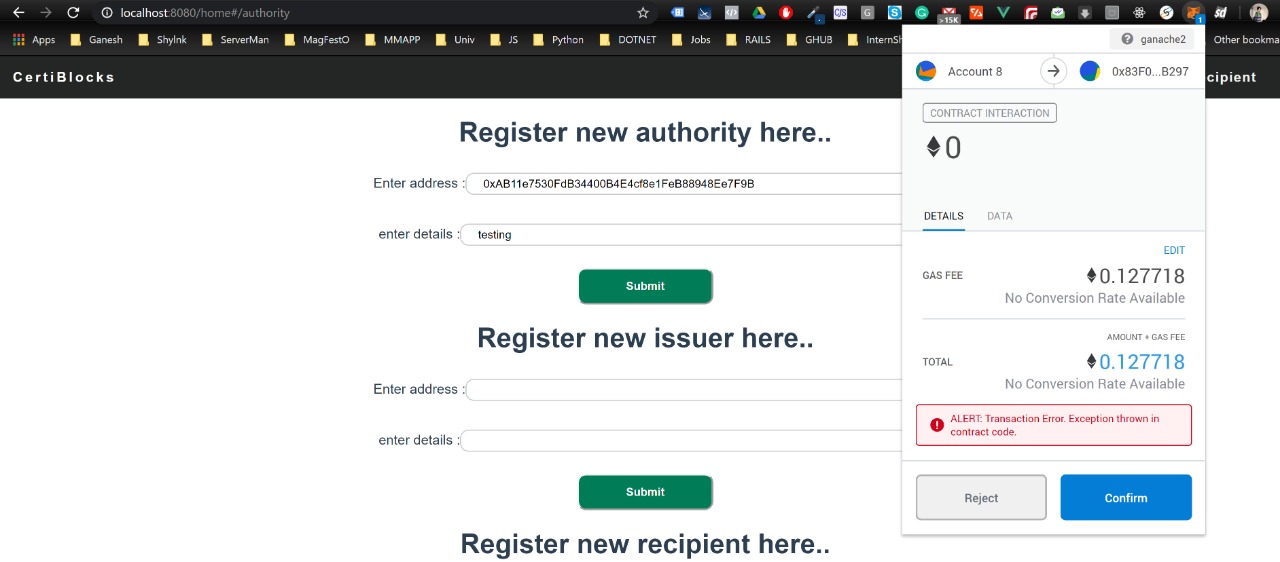 localhost:8080/home#/authority
>15K
1
Apps
Ganesh
ShyInk
ServerMan
MagFestO
MMAPP
Univ
JS
Python
DOTNET
Jobs
RAILS
GHUB
InternSh
Other bookma
CertiBlocks
cipient
Register new authority here..
Enter address : 0xAB11e7530FdB34400B4E4cf8e1FeB88948Ee7F9B
enter details : testing
Submit
Register new issuer here..
Enter address :
enter details :
Submit
Register new recipient here..
ganache2
Account 8
0x83F0...B297
CONTRACT INTERACTION
0
DETAILS
DATA
EDIT
GAS FEE
0.127718
No Conversion Rate Available
AMOUNT + GAS FEE
TOTAL
0.127718
No Conversion Rate Available
ALERT: Transaction Error. Exception thrown in
contract code.
Reject
Confirm